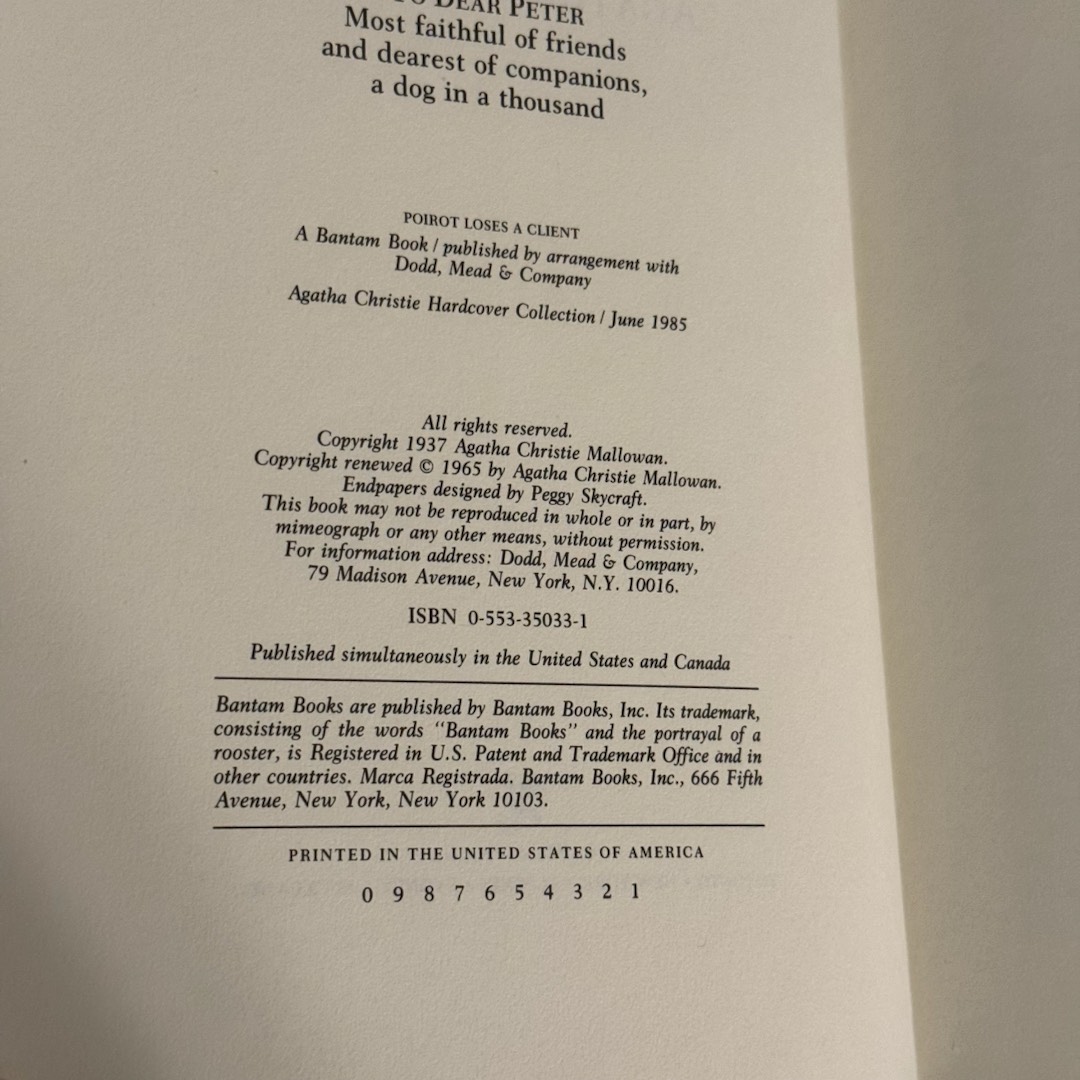 TO DEAR PETER
Most faithful of friends
and dearest of companions,
a dog in a thousand
POIROT LOSES A CLIENT
A Bantam Book / published by arrangement with
Dodd, Mead & Company
Agatha Christie Hardcover Collection / June 1985
All rights reserved.
Copyright 1937 Agatha Christie Mallowan.
Copyright renewed © 1965 by Agatha Christie Mallowan.
Endpapers designed by Peggy Skycraft.
This book may not be reproduced in whole or in part, by
mimeograph or any other means, without permission.
For information address: Dodd, Mead & Company,
79 Madison Avenue, New York, N.Y. 10016.
ISBN 0-553-35033-1
Published simultaneously in the United States and Canada
Bantam Books are published by Bantam Books, Inc. Its trademark,
consisting of the words "Bantam Books" and the portrayal of a
rooster, is Registered in U.S. Patent and Trademark Office and in
other countries. Marca Registrada. Bantam Books, Inc., 666 Fifth
Avenue, New York, New York 10103.
PRINTED IN THE UNITED STATES OF AMERICA
0 9 8 7 6 5 4 3 2 1